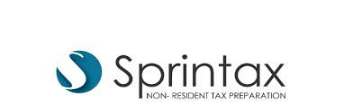 Sprintax
NON- RESIDENT TAX PREPARATION